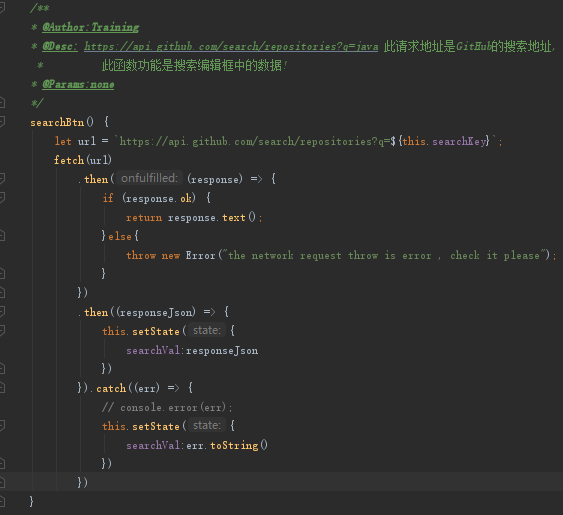 /**
* @Author:Training
* @Desc: https://api.github.com/search/repositories?q=java 此请求地址是GitHub的搜索地址,
* 此函数功能是搜索编辑框中的数据!
* @Params:none
*/
searchBtn() {
let url = `https://api.github.com/search/repositories?q=${this.searchKey}`;
fetch(url)
.then( onfulfilled: (response) => {
if (response.ok) {
return response.text();
}else{
throw new Error("the network request throw is error , check it please");
}
})
.then((responseJson) => {
this.setState( state: {
searchVal:responseJson
})
}).catch((err) => {
// console.error(err);
this.setState( state: {
searchVal:err.toString()
})
})
}